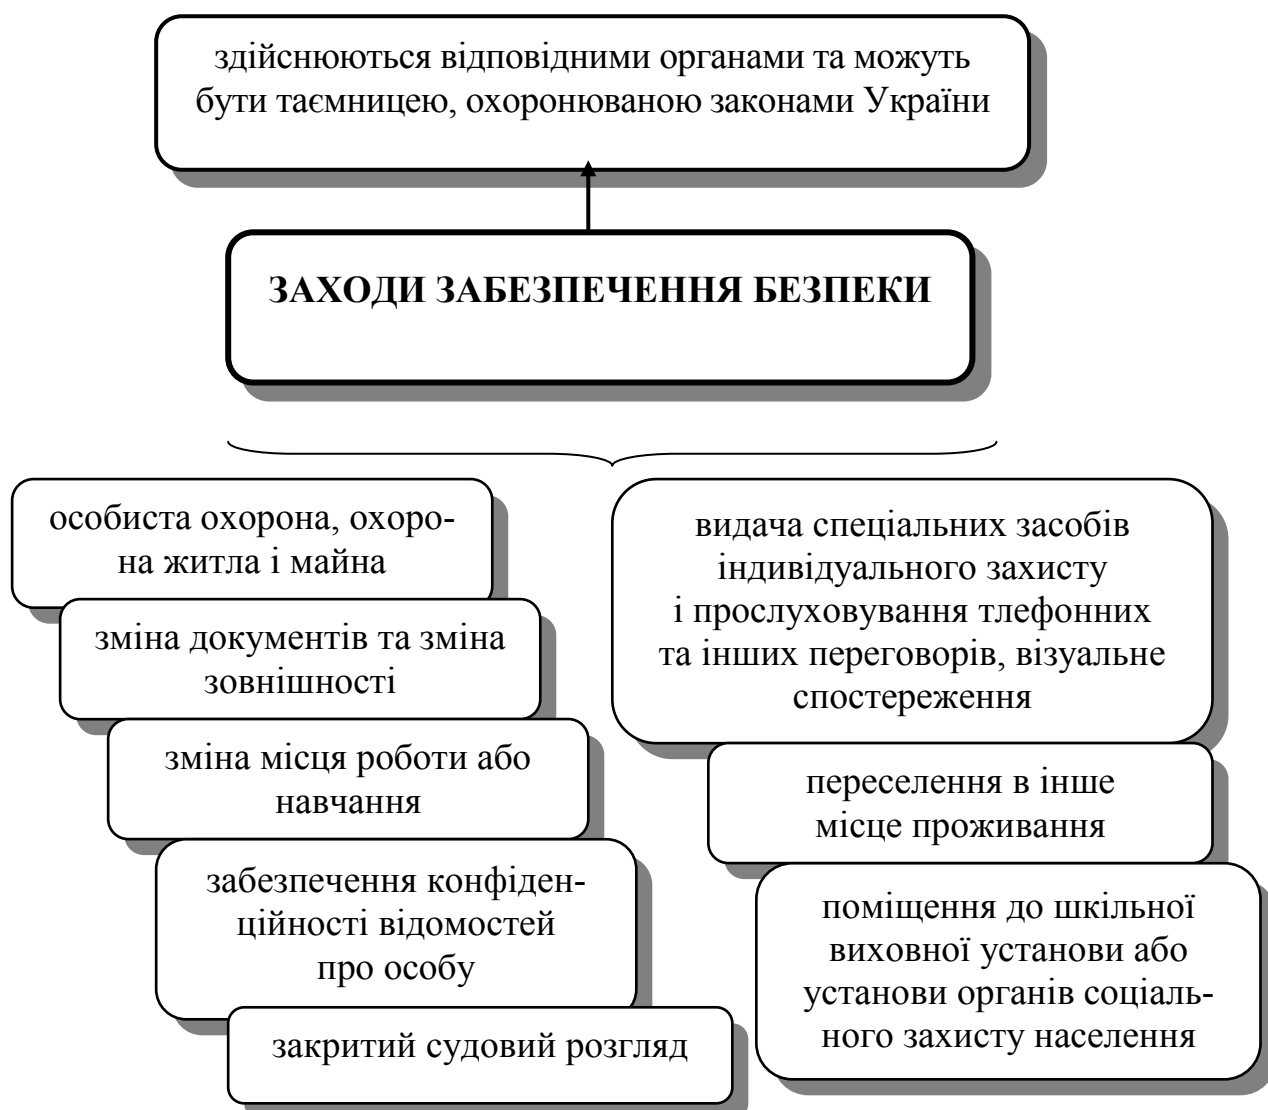 здійснюються відповідними органами та можуть
бути таємницею, охоронюваною законами України
ЗАХОДИ ЗАБЕЗПЕЧЕННЯ БЕЗПЕКИ
особиста охорона, охоро-
на житла і майна
зміна документів та зміна
зовнішності
зміна місця роботи або
навчання
забезпечення конфіден-
ційності відомостей
про особу
закритий судовий розгляд
видача спеціальних засобів
індивідуального захисту
і прослуховування тлефонних
та інших переговорів, візуальне
спостереження
переселення в інше
місце проживання
поміщення до шкільної
виховної установи або
установи органів соціаль-
ного захисту населення